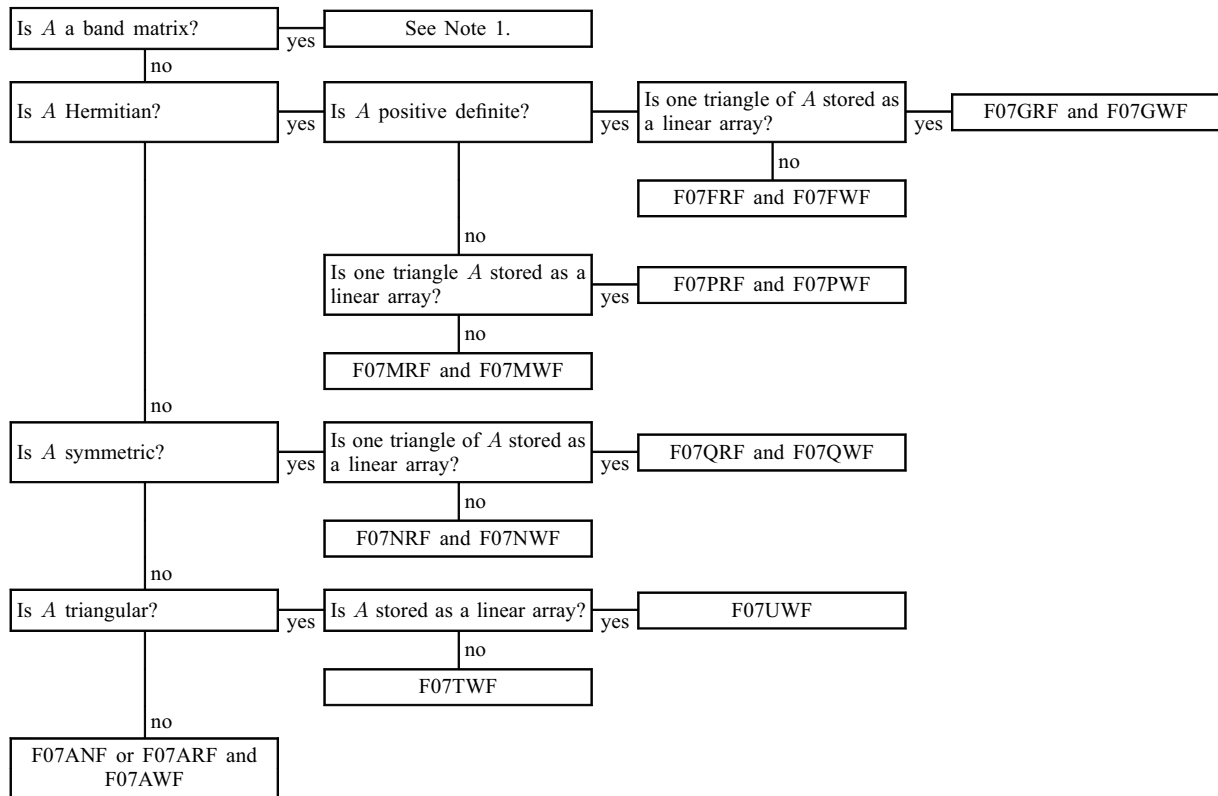 Is A a band matrix?
yes
See Note 1.
no
Is A Hermitian?
yes
Is A positive definite?
yes
Is one triangle of A stored as
a linear array?
yes
F07GRF and F07GWF
no
F07FRF and F07FWF
no
Is one triangle A stored as a
linear array?
yes
F07PRF and F07PWF
no
F07MRF and F07MWF
no
Is A symmetric?
yes
Is one triangle of A stored as
a linear array?
yes
F07QRF and F07QWF
no
F07NRF and F07NWF
no
Is A triangular?
yes
Is A stored as a linear array?
yes
F07UWF
no
F07TWF
no
F07ANF or F07ARF and
F07AWF